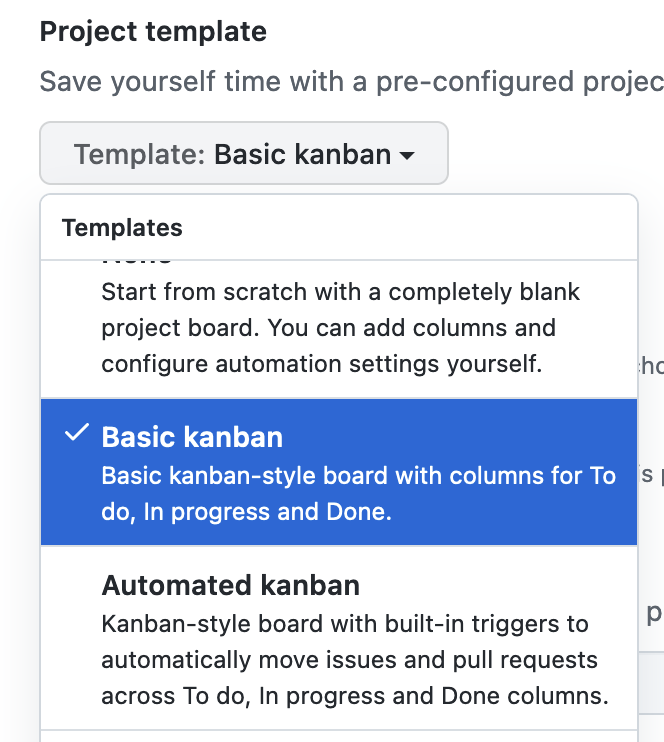 Project template
Save yourself time with a pre-configured projec
Template: Basic kanban
Templates
None
Start from scratch with a completely blank
project board. You can add columns and
configure automation settings yourself.
Basic kanban
Basic kanban-style board with columns for To
do, In progress and Done.
Automated kanban
Kanban-style board with built-in triggers to
automatically move issues and pull requests
across To do, In progress and Done columns.